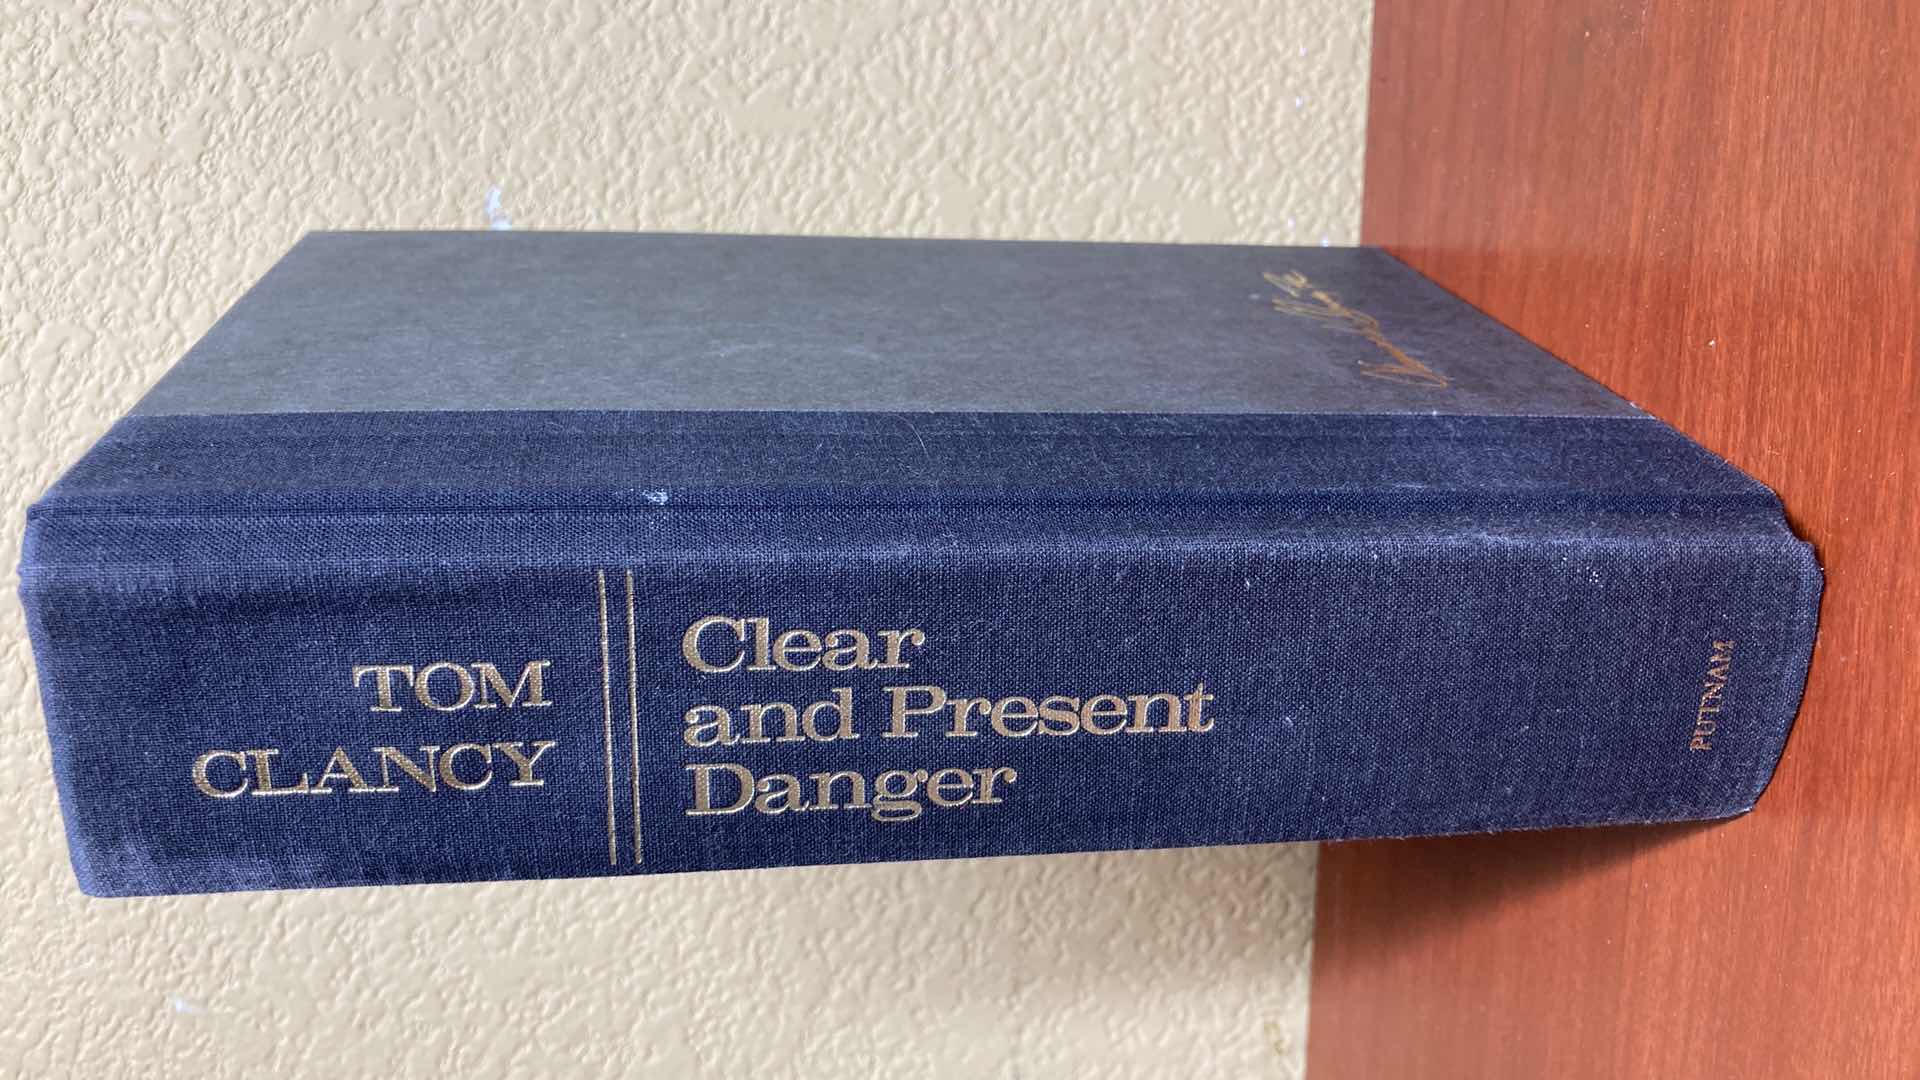 TOM
CLANCY
Clear
and Present
Danger
PUTNAM